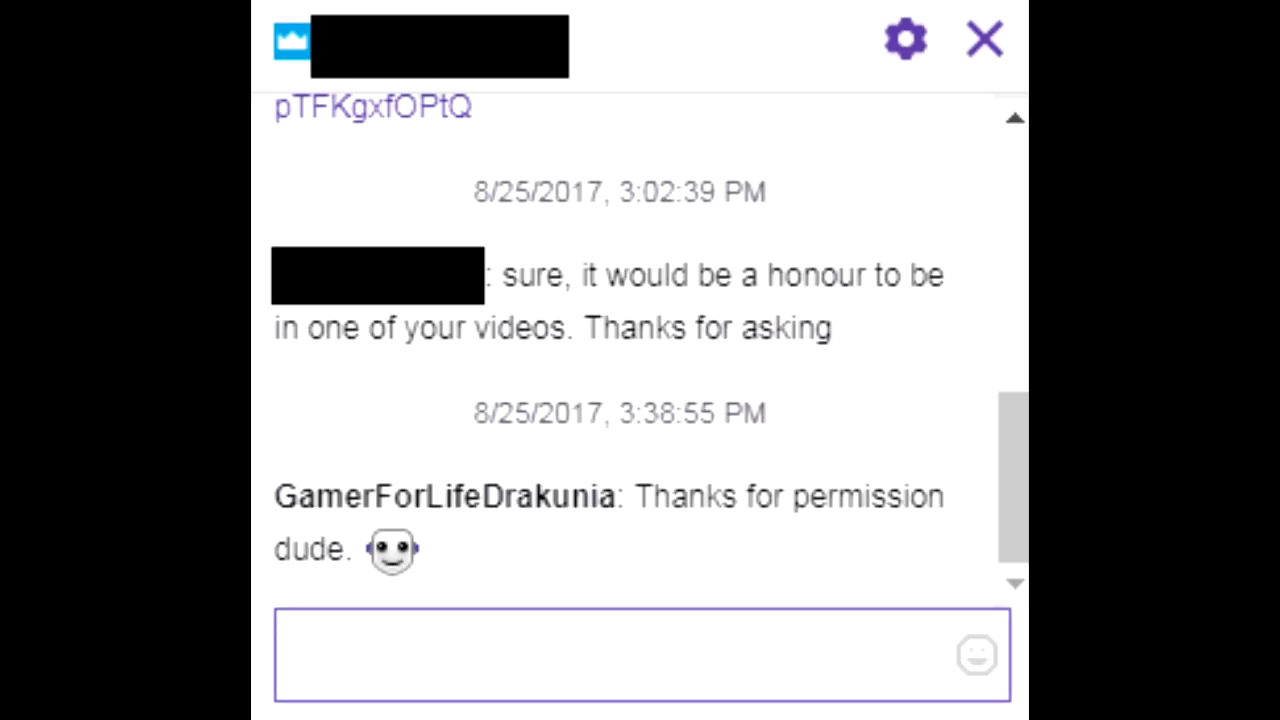 pTFKgxfOPtQ
8/25/2017, 3:02:39 PM
: sure, it would be a honour to be
in one of your videos. Thanks for asking
8/25/2017, 3:38:55 PM
GamerForLifeDrakunia: Thanks for permission
dude.